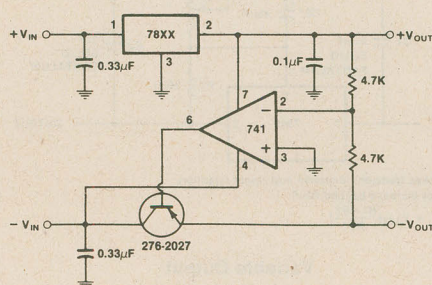 +VIN
1
78XX
2
+VOUT
3
0.33µF
0.1µF
4.7K
7
6
2
−
741
+
3
4
4.7K
−VIN
−VOUT
276-2027
0.33µF